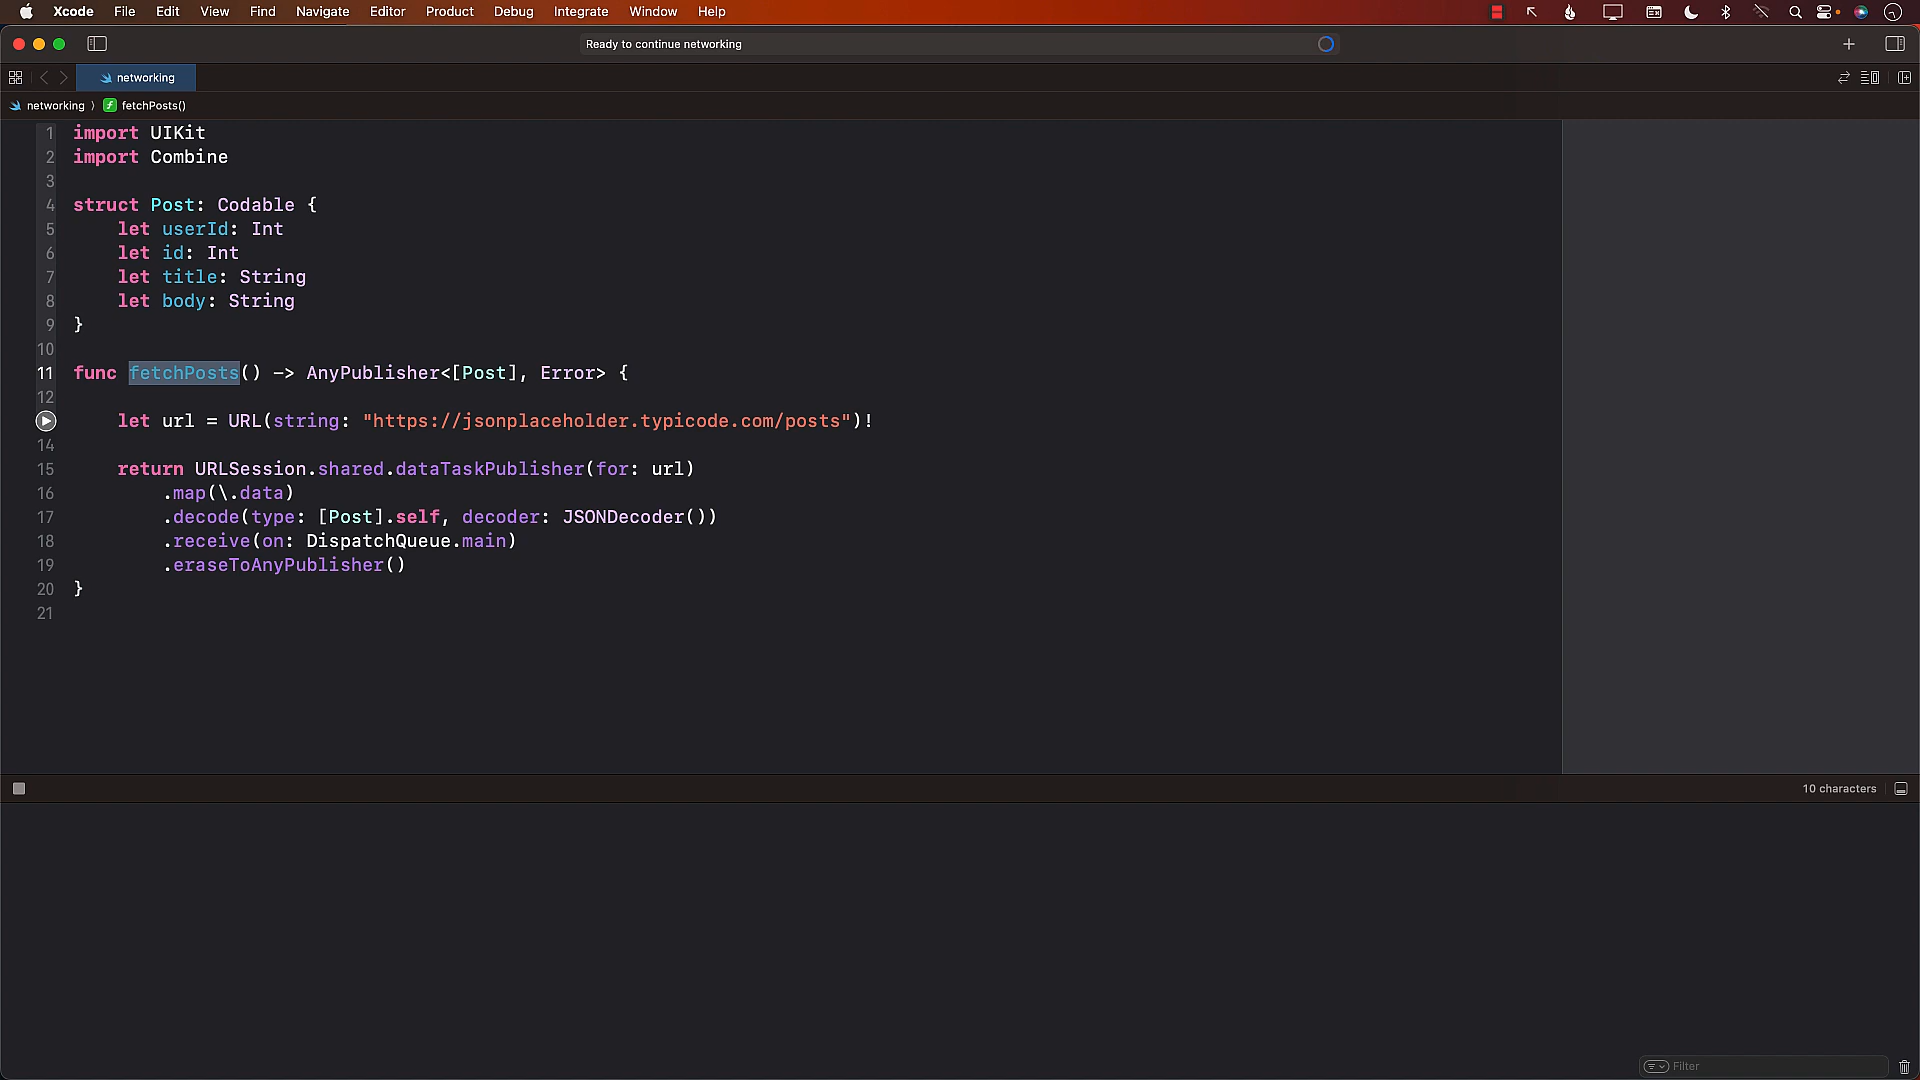 Xcode File Edit View Find Navigate Editor Product Debug Integrate Window Help
Ready to continue networking
networking
networking fetchPosts()
1 import UIKit
2 import Combine
3
4 struct Post: Codable {
5 let userId: Int
6 let id: Int
7 let title: String
8 let body: String
9 }
10
11 func fetchPosts() -> AnyPublisher<[Post], Error> {
12
let url = URL(string: "https://jsonplaceholder.typicode.com/posts")!
14
15 return URLSession.shared.dataTaskPublisher(for: url)
16 .map(\.data)
17 .decode(type: [Post].self, decoder: JSONDecoder())
18 .receive(on: DispatchQueue.main)
19 .eraseToAnyPublisher()
20 }
21
10 characters
Filter